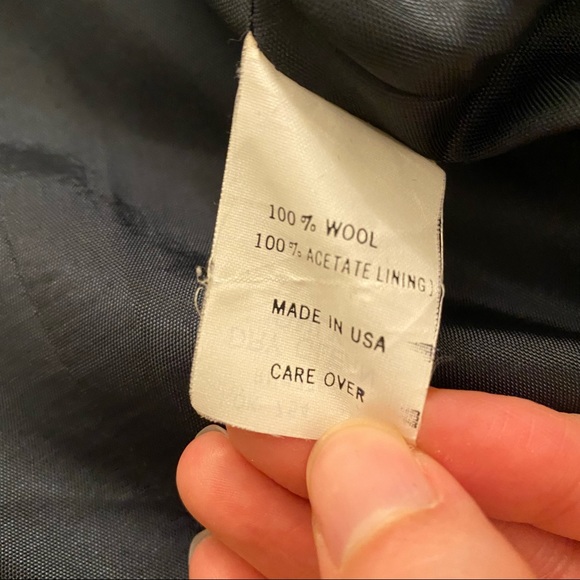 100% WOOL
100% ACETATE LINING)
MADE IN USA
CARE OVER